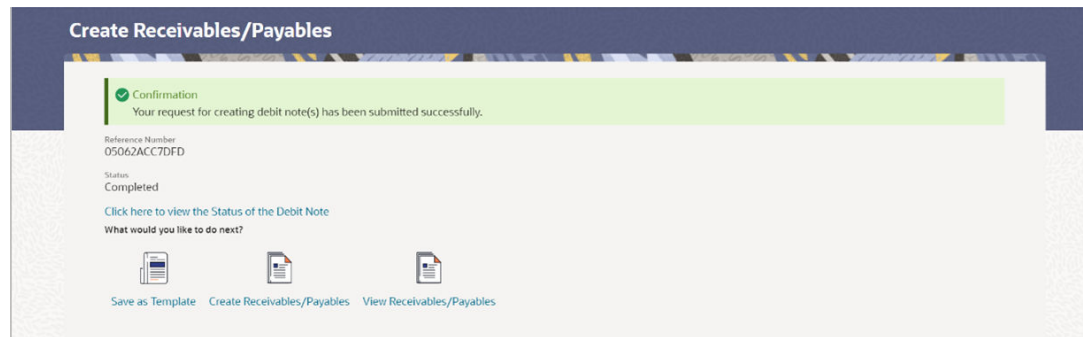 Create Receivables/Payables
Confirmation
Your request for creating debit note(s) has been submitted successfully.
Reference Number
05062ACC7DFD
Status
Completed
Click here to view the Status of the Debit Note
What would you like to do next?
Save as Template Create Receivables/Payables View Receivables/Payables